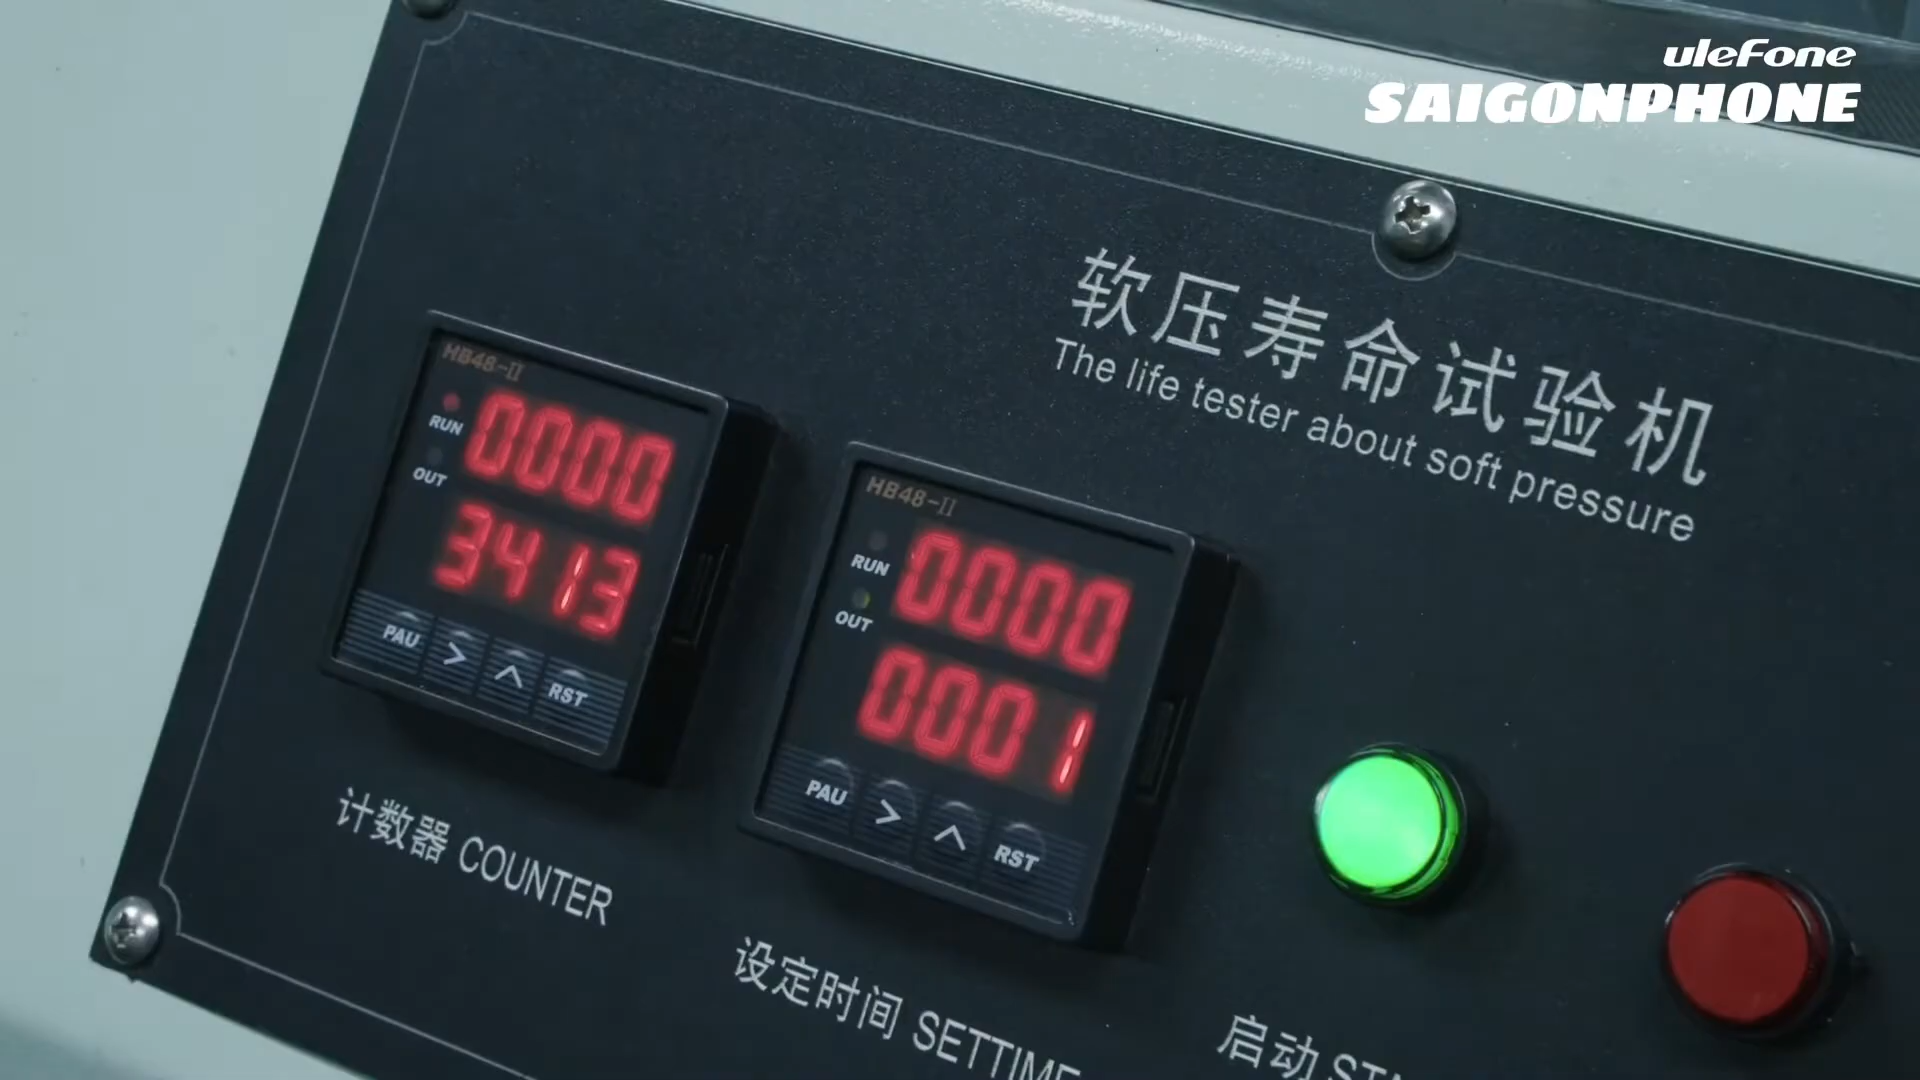 uleFone
SAIGONPHONE
软压寿命试验机
The life tester about soft pressure
HB48-II
RUN 0000
OUT
3413
PAU > ^ RST
计数器 COUNTER
HB48-II
RUN 0000
OUT
0001
PAU > ^ RST
设定时间 SETTIME
启动